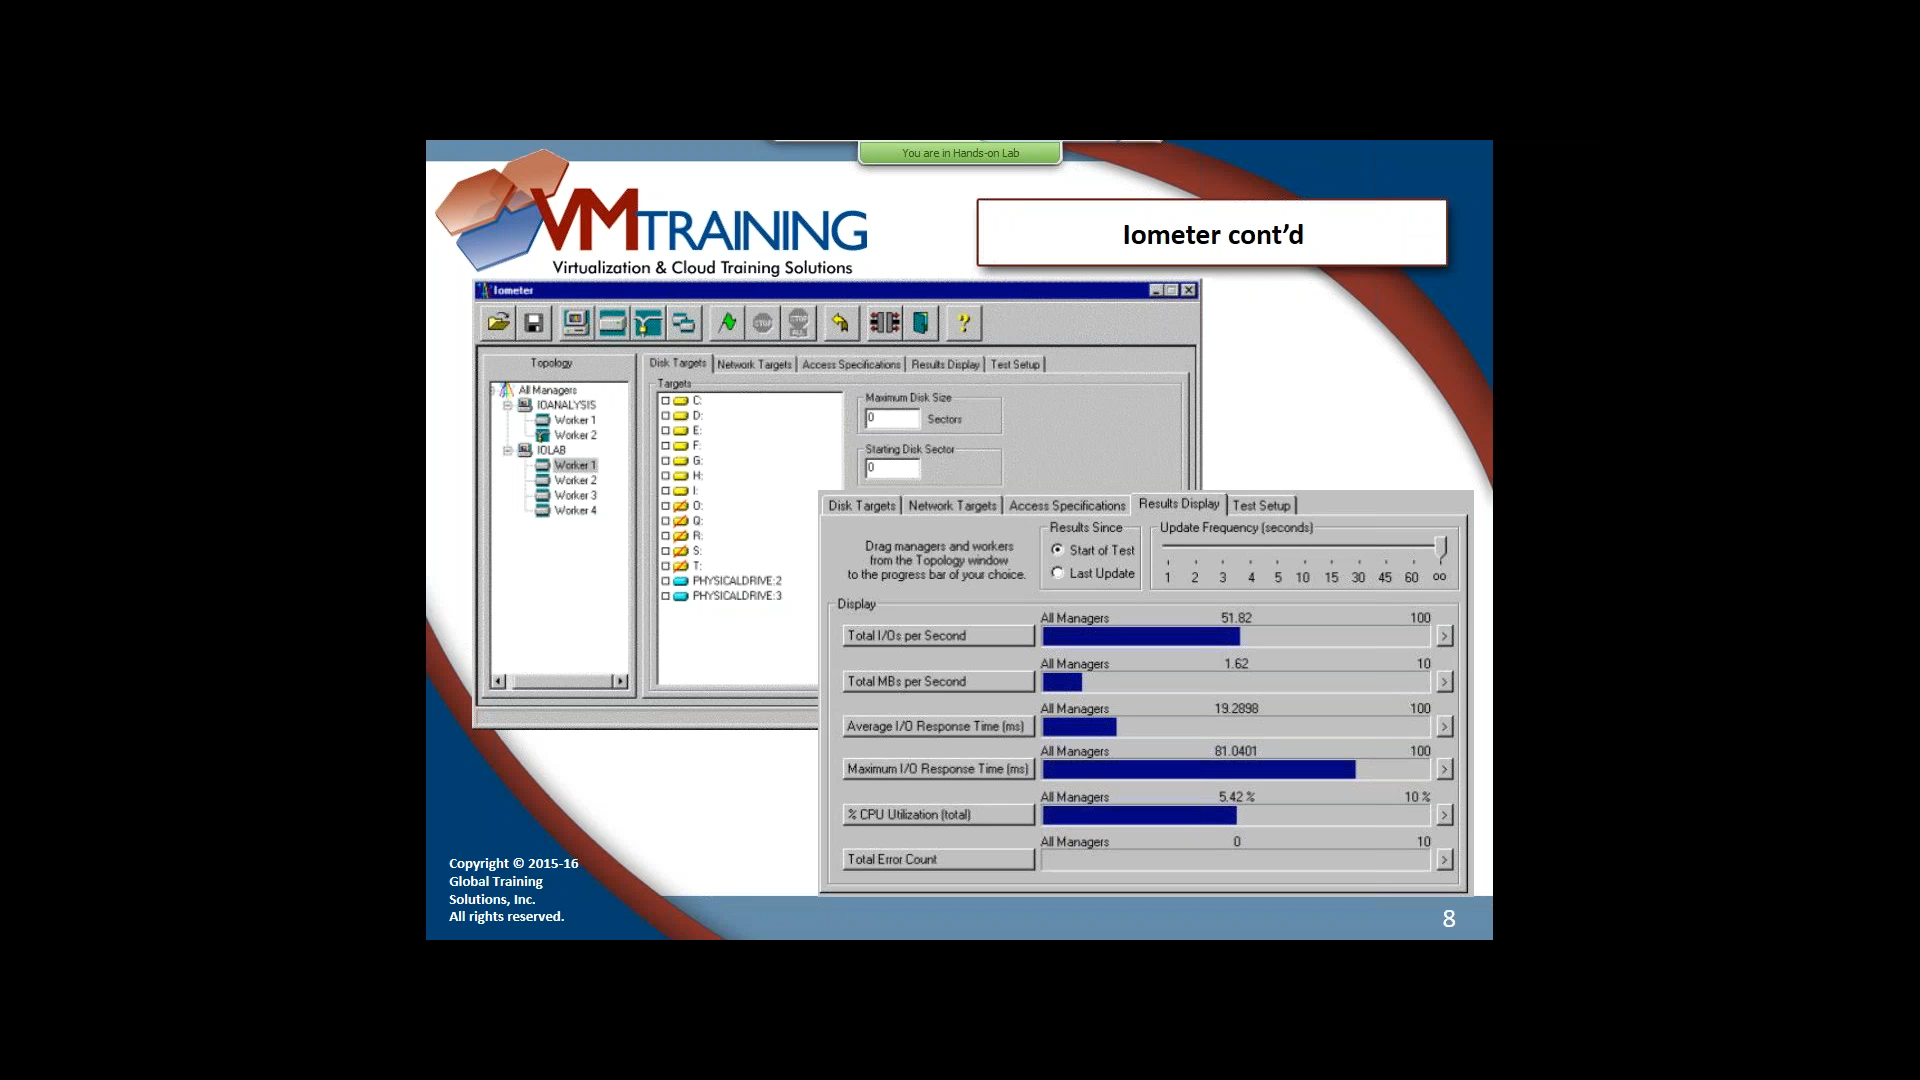 You are in Hands-on Lab
VMTRAINING
Virtualization & Cloud Training Solutions
Iometer cont’d
Iometer
STOP
STOP ALL
?
Topology
All Managers
IOANALYSIS
Worker 1
Worker 2
IOLAB
Worker 1
Worker 2
Worker 3
Worker 4
Disk Targets Network Targets Access Specifications Results Display Test Setup
Targets
C:
D:
E:
F:
G:
H:
I:
O:
Q:
R:
S:
T:
PHYSICALDRIVE:2
PHYSICALDRIVE:3
Maximum Disk Size
0 Sectors
Starting Disk Sector
0
Disk Targets Network Targets Access Specifications Results Display Test Setup
Drag managers and workers
from the Topology window
to the progress bar of your choice.
Results Since
Start of Test
Last Update
Update Frequency (seconds)
1 2 3 4 5 10 15 30 45 60 oo
Display
All Managers 51.82 100
Total I/Os per Second >
All Managers 1.62 10
Total MBs per Second >
All Managers 19.2898 100
Average I/O Response Time (ms) >
All Managers 81.0401 100
Maximum I/O Response Time (ms) >
All Managers 5.42 % 10 %
% CPU Utilization (total) >
All Managers 0 10
Total Error Count >
Copyright © 2015-16
Global Training
Solutions, Inc.
All rights reserved.
8